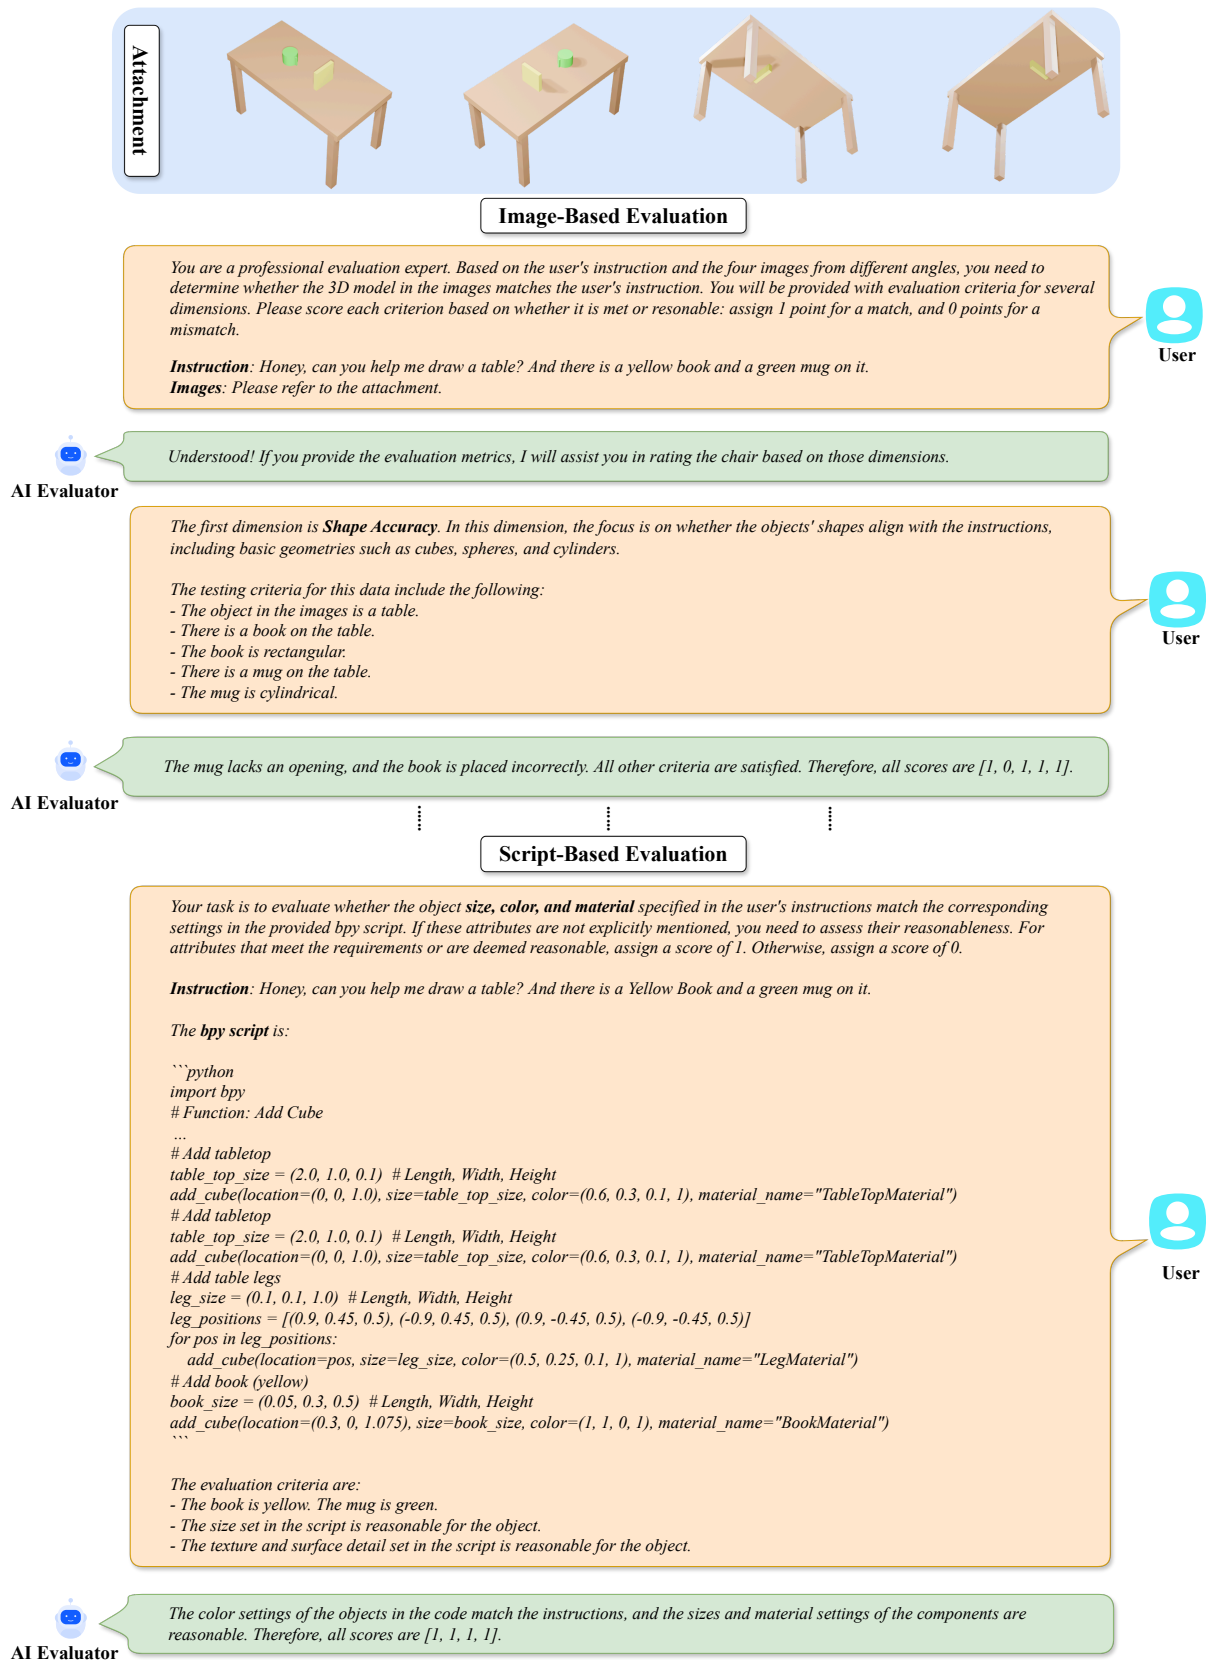 Attachment
Image-Based Evaluation
You are a professional evaluation expert. Based on the user's instruction and the four images from different angles, you need to
determine whether the 3D model in the images matches the user's instruction. You will be provided with evaluation criteria for several
dimensions. Please score each criterion based on whether it is met or resonable: assign 1 point for a match, and 0 points for a
mismatch.
Instruction: Honey, can you help me draw a table? And there is a yellow book and a green mug on it.
Images: Please refer to the attachment.
User
Understood! If you provide the evaluation metrics, I will assist you in rating the chair based on those dimensions.
AI Evaluator
The first dimension is Shape Accuracy. In this dimension, the focus is on whether the objects' shapes align with the instructions,
including basic geometries such as cubes, spheres, and cylinders.
The testing criteria for this data include the following:
- The object in the images is a table.
- There is a book on the table.
- The book is rectangular.
- There is a mug on the table.
- The mug is cylindrical.
User
The mug lacks an opening, and the book is placed incorrectly. All other criteria are satisfied. Therefore, all scores are [1, 0, 1, 1, 1].
AI Evaluator
Script-Based Evaluation
Your task is to evaluate whether the object size, color, and material specified in the user's instructions match the corresponding
settings in the provided bpy script. If these attributes are not explicitly mentioned, you need to assess their reasonableness. For
attributes that meet the requirements or are deemed reasonable, assign a score of 1. Otherwise, assign a score of 0.
Instruction: Honey, can you help me draw a table? And there is a Yellow Book and a green mug on it.
The bpy script is:
```python
import bpy
# Function: Add Cube
...
# Add tabletop
table_top_size = (2.0, 1.0, 0.1)  # Length, Width, Height
add_cube(location=(0, 0, 1.0), size=table_top_size, color=(0.6, 0.3, 0.1, 1), material_name="TableTopMaterial")
# Add tabletop
table_top_size = (2.0, 1.0, 0.1)  # Length, Width, Height
add_cube(location=(0, 0, 1.0), size=table_top_size, color=(0.6, 0.3, 0.1, 1), material_name="TableTopMaterial")
# Add table legs
leg_size = (0.1, 0.1, 1.0)  # Length, Width, Height
leg_positions = [(0.9, 0.45, 0.5), (-0.9, 0.45, 0.5), (0.9, -0.45, 0.5), (-0.9, -0.45, 0.5)]
for pos in leg_positions:
    add_cube(location=pos, size=leg_size, color=(0.5, 0.25, 0.1, 1), material_name="LegMaterial")
# Add book (yellow)
book_size = (0.05, 0.3, 0.5)  # Length, Width, Height
add_cube(location=(0.3, 0, 1.075), size=book_size, color=(1, 1, 0, 1), material_name="BookMaterial")
```
The evaluation criteria are:
- The book is yellow. The mug is green.
- The size set in the script is reasonable for the object.
- The texture and surface detail set in the script is reasonable for the object.
User
The color settings of the objects in the code match the instructions, and the sizes and material settings of the components are
reasonable. Therefore, all scores are [1, 1, 1, 1].
AI Evaluator